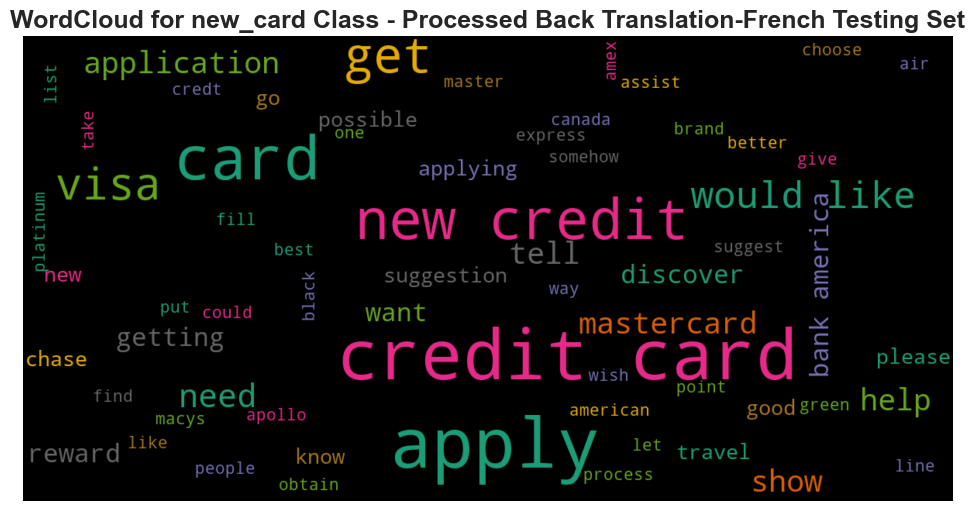 WordCloud for new_card Class - Processed Back Translation-French Testing Set
list
application
credt
go
get
master
amex
assist
choose
air
take
possible
one
canada
express
somehow
brand
better
give
card
visa
applying
would like
platinum
fill
new credit
best
tell
suggest
bank america
new
suggestion
discover
black
way
put
could
want
mastercard
getting
chase
credit card
please
wish
find
need
point
macys
apollo
american
good
green
help
apply
reward
like
know
let
travel
people
process
show
line
obtain